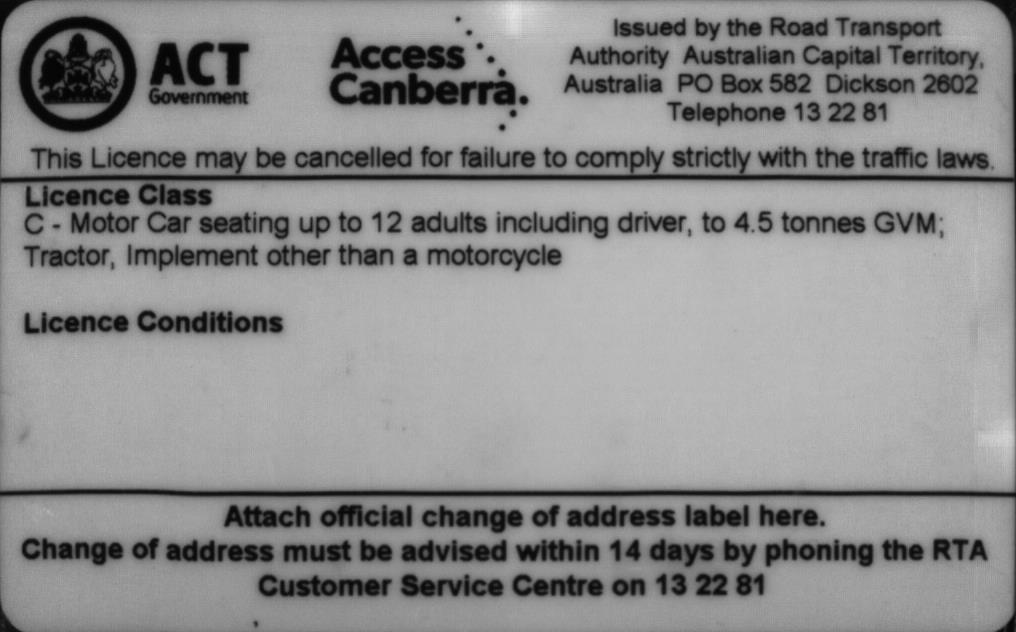 ACT
Government
Access
Canberra.
Issued by the Road Transport
Authority Australian Capital Territory,
Australia PO Box 582 Dickson 2602
Telephone 13 22 81
This Licence may be cancelled for failure to comply strictly with the traffic laws.
Licence Class
C - Motor Car seating up to 12 adults including driver, to 4.5 tonnes GVM;
Tractor, Implement other than a motorcycle
Licence Conditions
Attach official change of address label here.
Change of address must be advised within 14 days by phoning the RTA
Customer Service Centre on 13 22 81